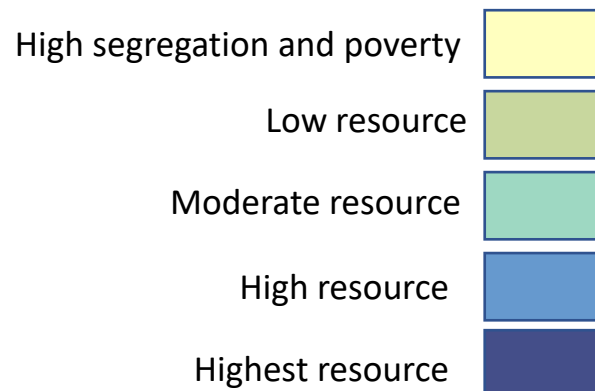 High segregation and poverty
Low resource
Moderate resource
High resource
Highest resource